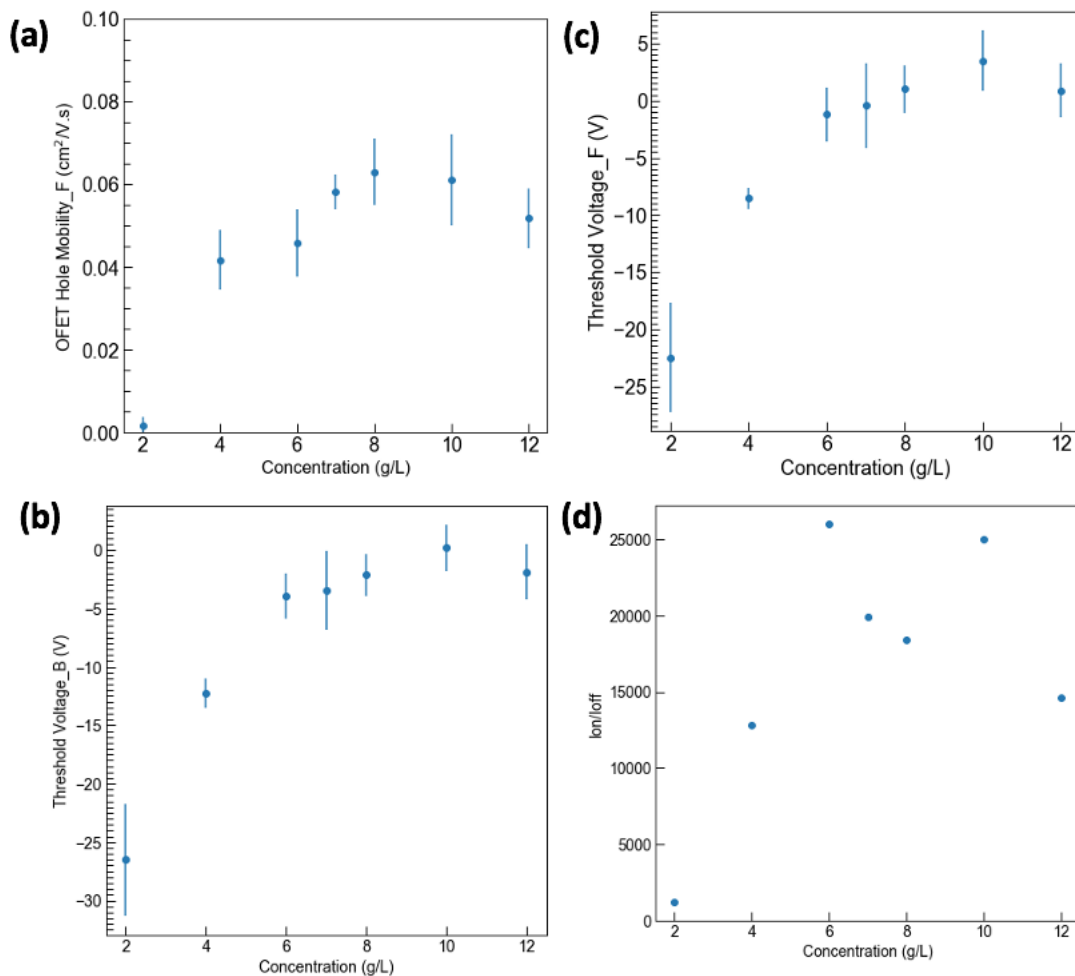 (a)
0.10
0.08
0.06
0.04
0.02
0.00
OFET Hole Mobility_F (cm²/V.s)
2 4 6 8 10 12
Concentration (g/L)
(c)
5
0
−5
−10
−15
−20
−25
Threshold Voltage_F (V)
2 4 6 8 10 12
Concentration (g/L)
(b)
0
−5
−10
−15
−20
−25
−30
Threshold Voltage_B (V)
2 4 6 8 10 12
Concentration (g/L)
(d)
25000
20000
15000
10000
5000
0
Ion/Ioff
2 4 6 8 10 12
Concentration (g/L)